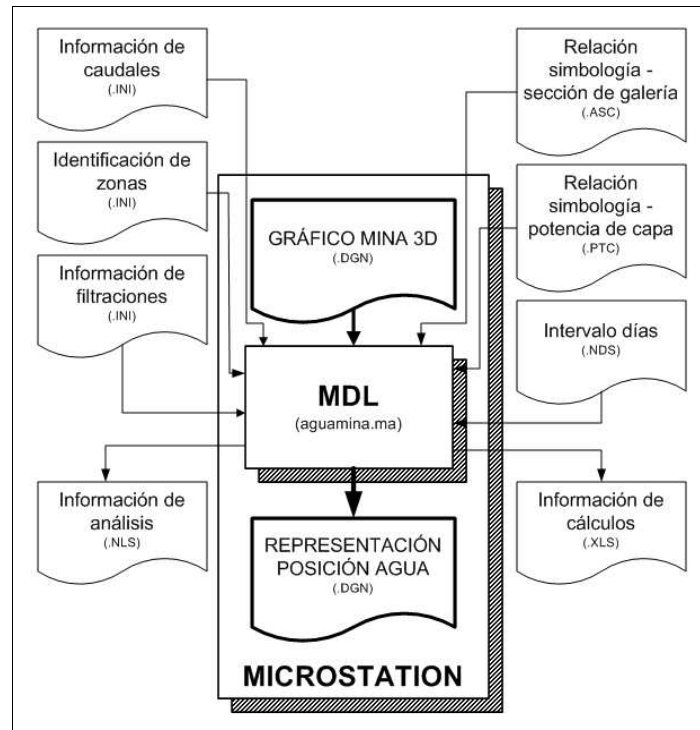 Información de
caudales
(.INI)
Identificación de
zonas
(.INI)
Información de
filtraciones
(.INI)
Información de
análisis
(.NLS)
GRÁFICO MINA 3D
(.DGN)
MDL
(aguamina.ma)
REPRESENTACIÓN
POSICIÓN AGUA
(.DGN)
MICROSTATION
Relación
simbología -
sección de galería
(.ASC)
Relación
simbología -
potencia de capa
(.PTC)
Intervalo días
(.NDS)
Información de
cálculos
(.XLS)